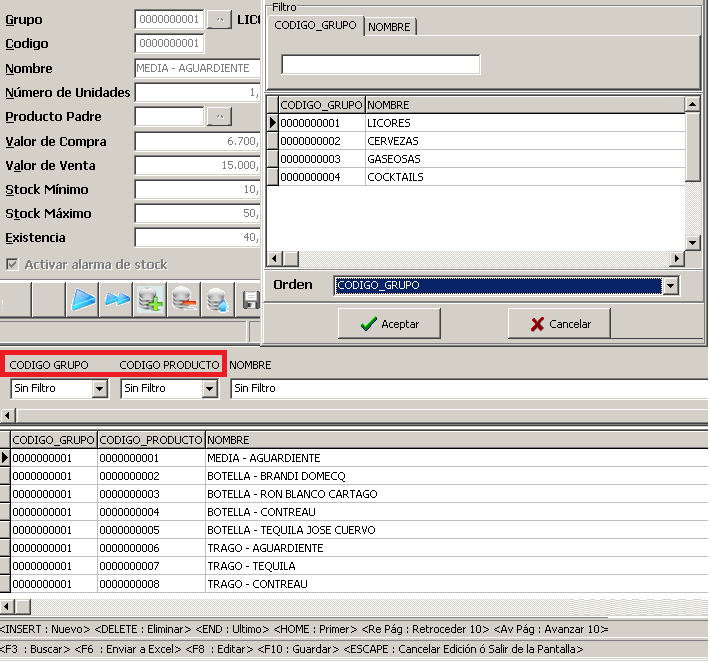 Grupo 0000000001 ..
Codigo 0000000001
Nombre MEDIA - AGUARDIENTE
Número de Unidades 1,
Producto Padre ..
Valor de Compra 6.700,
Valor de Venta 15.000,
Stock Mínimo 10,
Stock Máximo 50,
Existencia 40,
Activar alarma de stock
Filtro
CODIGO_GRUPO NOMBRE
CODIGO_GRUPO NOMBRE
0000000001 LICORES
0000000002 CERVEZAS
0000000003 GASEOSAS
0000000004 COCKTAILS
Orden CODIGO_GRUPO
Aceptar Cancelar
CODIGO GRUPO CODIGO PRODUCTO NOMBRE
Sin Filtro Sin Filtro Sin Filtro
CODIGO_GRUPO CODIGO_PRODUCTO NOMBRE
0000000001 0000000001 MEDIA - AGUARDIENTE
0000000001 0000000002 BOTELLA - BRANDI DOMECQ
0000000001 0000000003 BOTELLA - RON BLANCO CARTAGO
0000000001 0000000004 BOTELLA - CONTREAU
0000000001 0000000005 BOTELLA - TEQUILA JOSE CUERVO
0000000001 0000000006 TRAGO - AGUARDIENTE
0000000001 0000000007 TRAGO - TEQUILA
0000000001 0000000008 TRAGO - CONTREAU
<INSERT : Nuevo> <DELETE : Eliminar> <END : Ultimo> <HOME : Primer> <Re Pág : Retroceder 10> <Av Pág : Avanzar 10>
<F3 : Buscar> <F6 : Enviar a Excel> <F8 : Editar> <F10 : Guardar> <ESCAPE : Cancelar Edición ó Salir de la Pantalla>